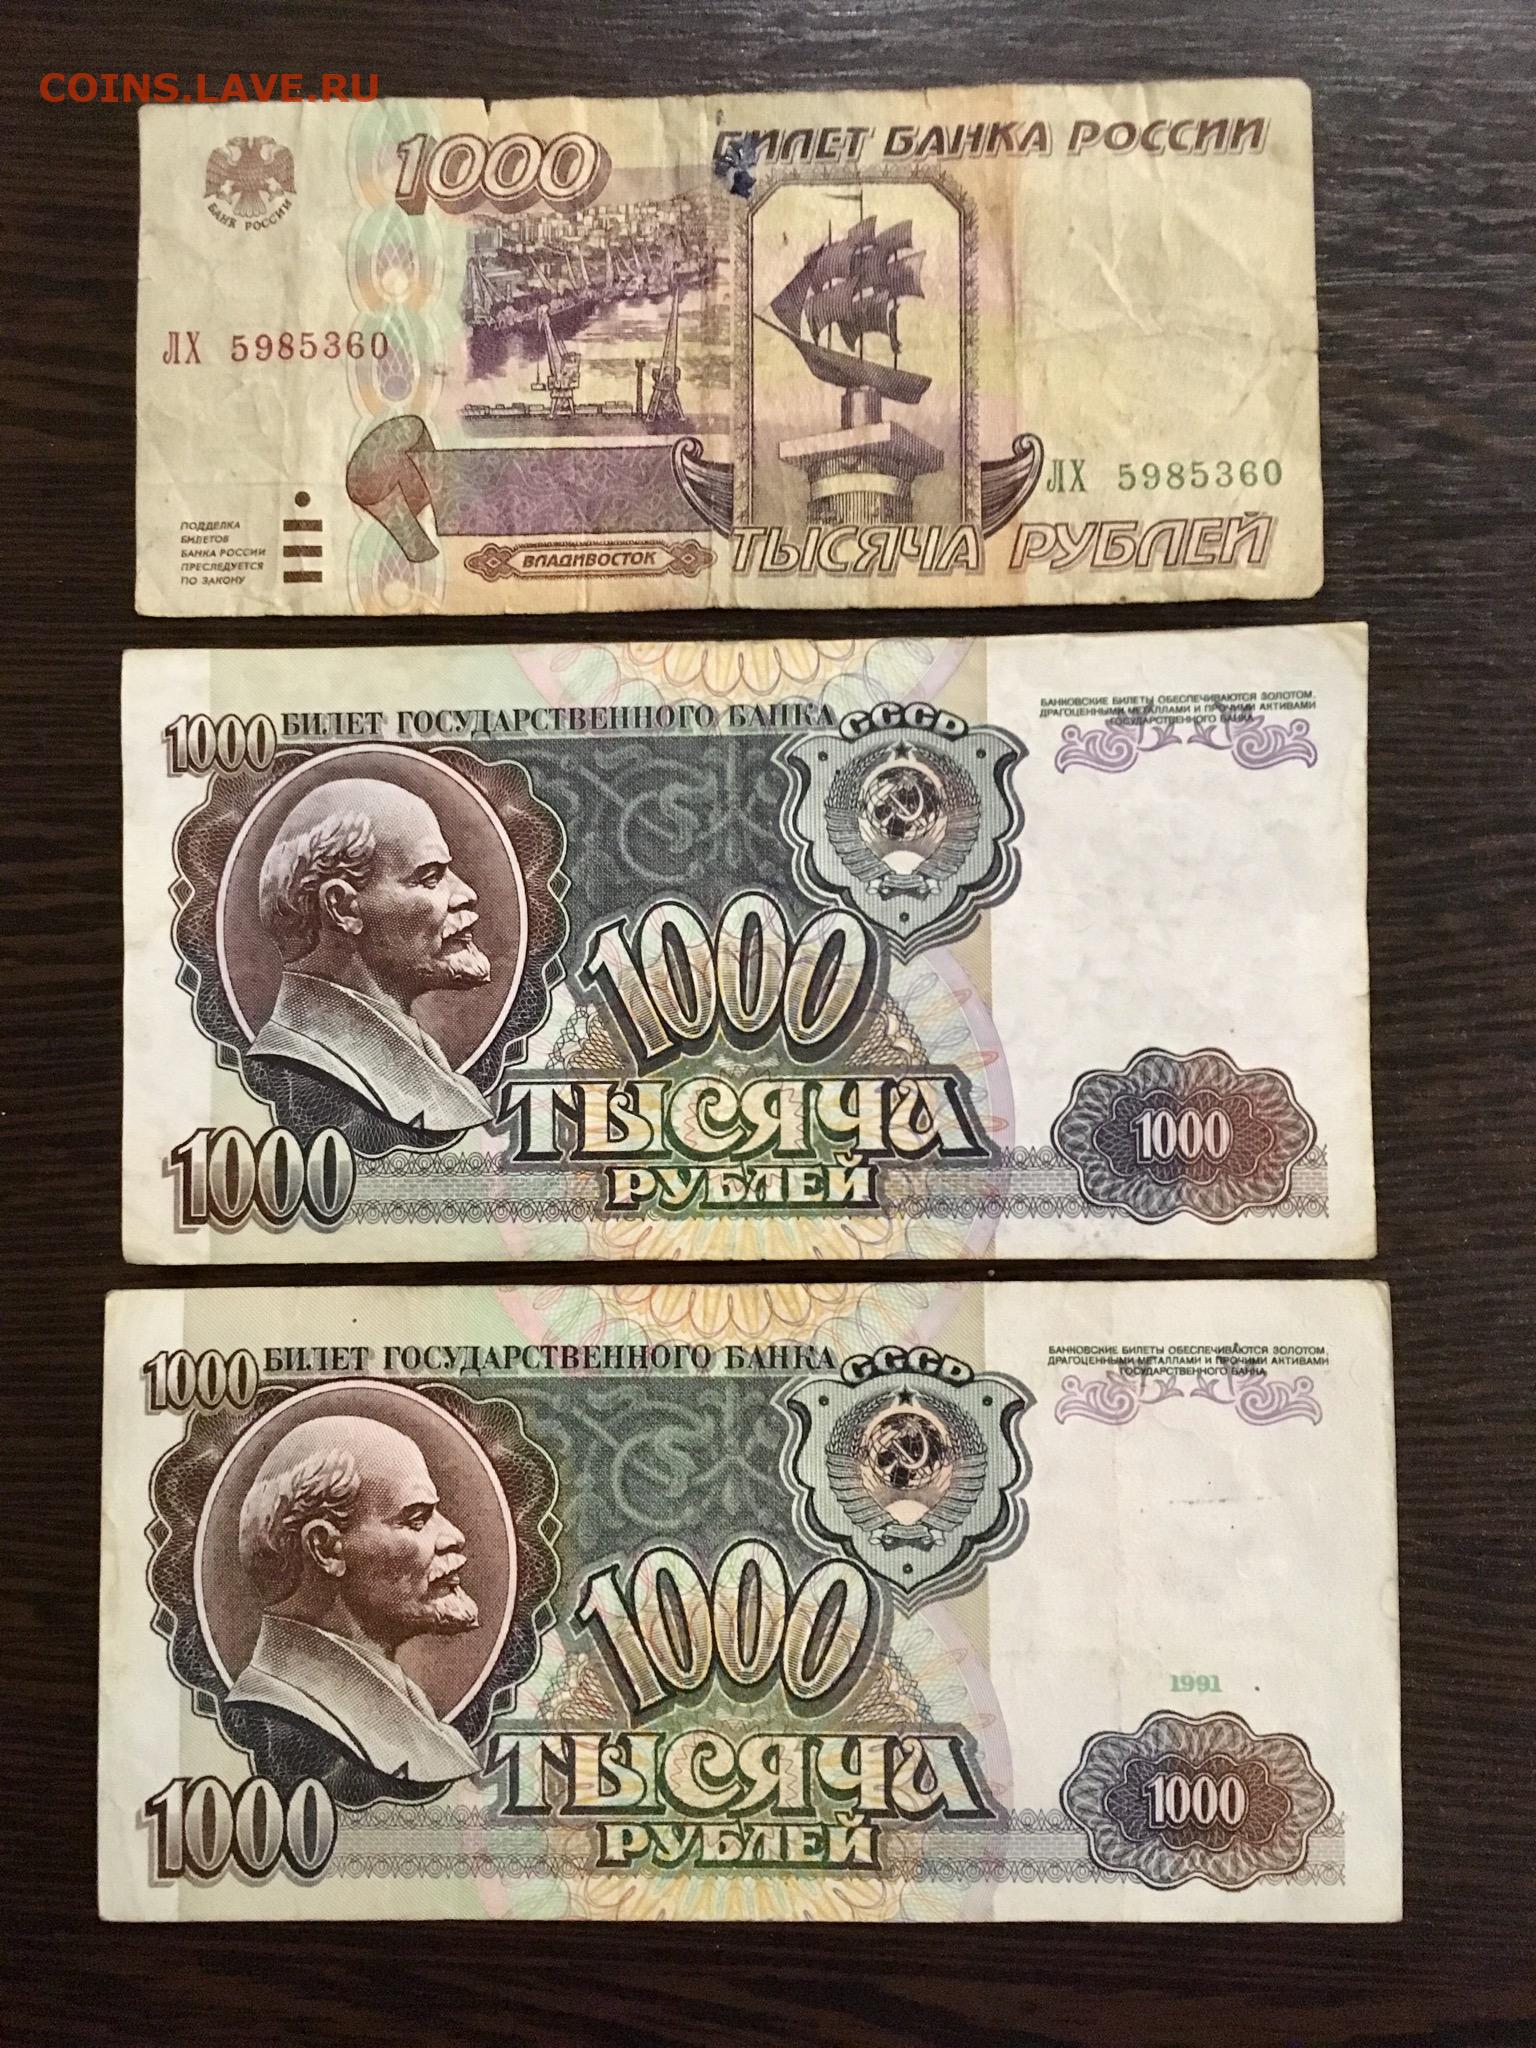 COINS.LAVE.RU
1000
БИЛЕТ БАНКА РОССИИ
БАНК РОССИИ
ЛХ 5985360
ЛХ 5985360
ПОДДЕЛКА
БИЛЕТОВ
БАНКА РОССИИ
ПРЕСЛЕДУЕТСЯ
ПО ЗАКОНУ
ВЛАДИВОСТОК
ТЫСЯЧА РУБЛЕЙ
1000 БИЛЕТ ГОСУДАРСТВЕННОГО БАНКА СССР
БАНКОВСКИЕ БИЛЕТЫ ОБЕСПЕЧИВАЮТСЯ ЗОЛОТОМ,
ДРАГОЦЕННЫМИ МЕТАЛЛАМИ И ПРОЧИМИ АКТИВАМИ
ГОСУДАРСТВЕННОГО БАНКА
1000
ТЫСЯЧА
РУБЛЕЙ
1000
1000
1000 БИЛЕТ ГОСУДАРСТВЕННОГО БАНКА СССР
БАНКОВСКИЕ БИЛЕТЫ ОБЕСПЕЧИВАЮТСЯ ЗОЛОТОМ,
ДРАГОЦЕННЫМИ МЕТАЛЛАМИ И ПРОЧИМИ АКТИВАМИ
ГОСУДАРСТВЕННОГО БАНКА
1000
1991
ТЫСЯЧА
РУБЛЕЙ
1000
1000